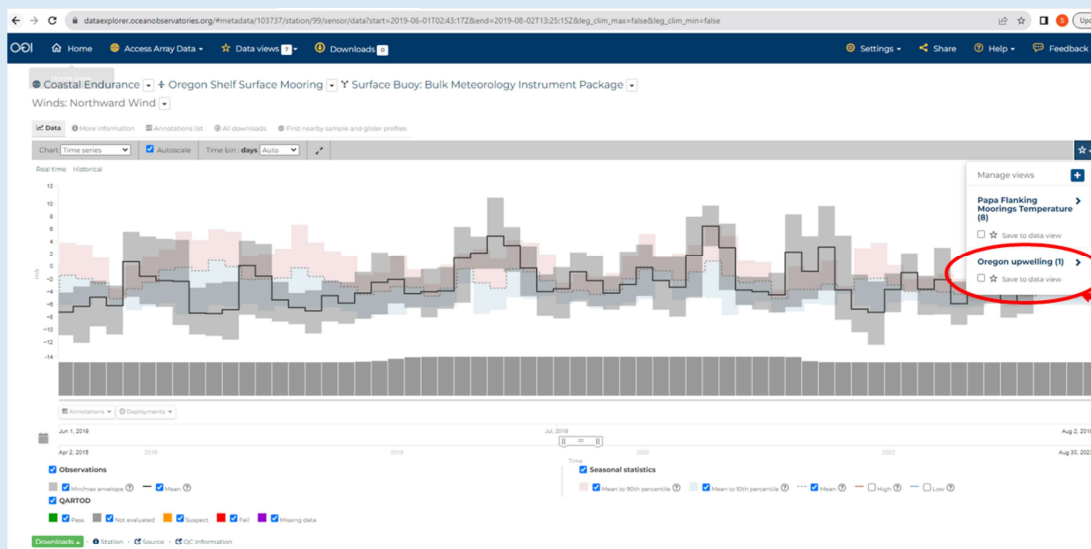 dataexplorer.oceanobservatories.org/#metadata/103737/station/99/sensor/data?start=2019-06-01T02:43:17Z&end=2019-08-02T13:25:15Z&leg_clim_max=false&leg_clim_min=false
S
OOI Home Access Array Data Data views 7 Downloads 0 Settings Share Help Feedback
Coastal Endurance Oregon Shelf Surface Mooring Surface Buoy: Bulk Meteorology Instrument Package
Winds: Northward Wind
Data More information Annotations list All downloads Find nearby sample and glider profiles
Chart Time series Autoscale Time bin: days Auto
Real time Historical
Manage views
Papa Flanking
Moorings Temperature
(8)
Save to data view
Oregon upwelling (1)
Save to data view
13
10
8
6
4
2
0
-2
-4
-6
-8
-10
-12
-14
m/s
Annotations Deployments
Jun 1, 2019 Jul, 2019 Aug 2, 2019
Apr 2, 2015 2016 2018 2020 2022
Time
Observations Seasonal statistics
Min/max envelope Mean Mean to 90th percentile Mean to 10th percentile Mean High Low
QARTOD
Pass Not evaluated Suspect Fail Missing data
Downloads Station Source QC Information